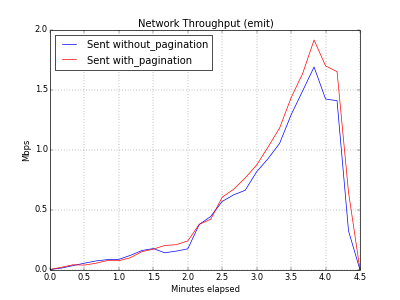 Network Throughput (emit)
2.0
Sent without_pagination
Sent with_pagination
1.5
1.0
Mbps
0.5
0.0
0.0 0.5 1.0 1.5 2.0 2.5 3.0 3.5 4.0 4.5
Minutes elapsed